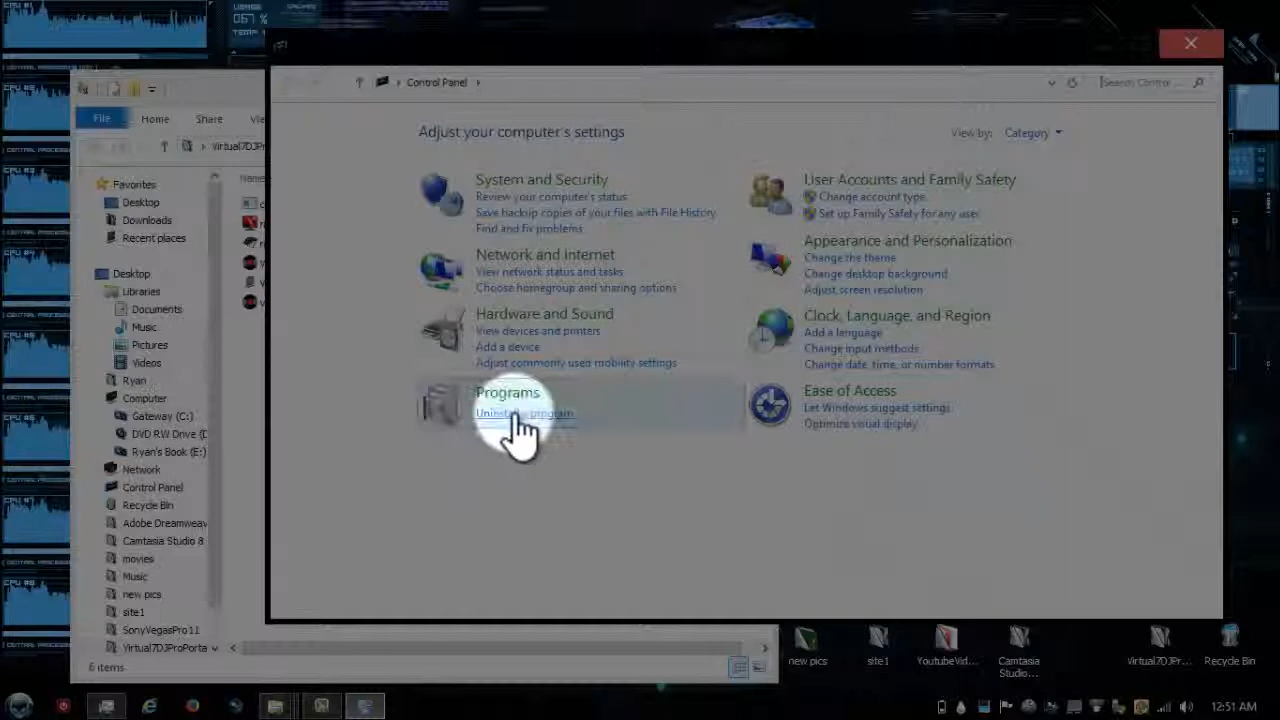 CPU #1
USAGE
067 %
TEMP
Control Panel
Search Control ...
File
Home
Share
Adjust your computer's settings
View by:
Category
Virtual7DJPr
Favorites
Desktop
Downloads
Recent places
System and Security
Review your computer's status
Save backup copies of your files with File History
Find and fix problems
User Accounts and Family Safety
Change account type
Set up Family Safety for any user
Network and Internet
View network status and tasks
Choose homegroup and sharing options
Appearance and Personalization
Change the theme
Change desktop background
Adjust screen resolution
Hardware and Sound
View devices and printers
Add a device
Adjust commonly used mobility settings
Clock, Language, and Region
Add a language
Change input methods
Change date, time, or number formats
Programs
Uninstall a program
Ease of Access
Let Windows suggest settings
Optimize visual display
Desktop
Libraries
Documents
Music
Pictures
Videos
Ryan
Computer
Gateway (C:)
DVD RW Drive (D
Ryan's Book (E:)
Network
Control Panel
Recycle Bin
Adobe Dreamweav
Camtasia Studio 8
movies
Music
new pics
site1
SonyVegasPro11
Virtual7DJProPorta
6 items
new pics
site1
YoutubeVid...
Camtasia
Studio...
Virtual7DJPr...
Recycle Bin
12:51 AM